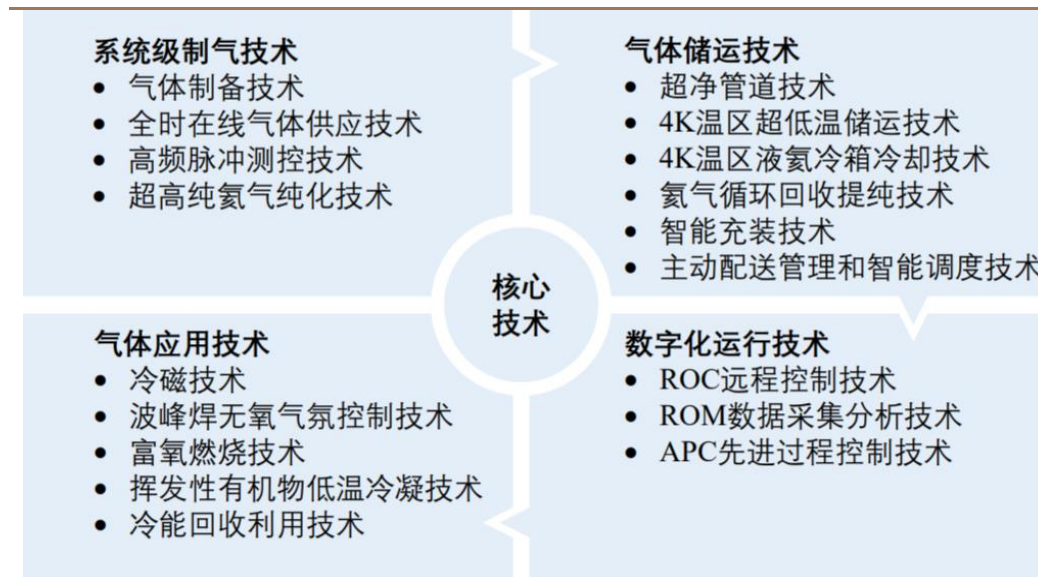 系统级制气技术
• 气体制备技术
• 全时在线气体供应技术
• 高频脉冲测控技术
• 超高纯氦气纯化技术
气体储运技术
• 超净管道技术
• 4K温区超低温储运技术
• 4K温区液氦冷箱冷却技术
• 氦气循环回收提纯技术
• 智能充装技术
• 主动配送管理和智能调度技术
核心
技术
气体应用技术
• 冷磁技术
• 波峰焊无氧气氛控制技术
• 富氧燃烧技术
• 挥发性有机物低温冷凝技术
• 冷能回收利用技术
数字化运行技术
• ROC远程控制技术
• ROM数据采集分析技术
• APC先进过程控制技术